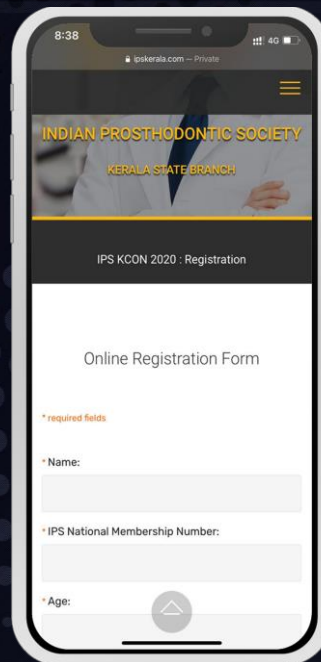 8:38
4G
ipskerala.com — Private
INDIAN PROSTHODONTIC SOCIETY
KERALA STATE BRANCH
IPS KCON 2020 : Registration
Online Registration Form
* required fields
* Name:
* IPS National Membership Number:
* Age: